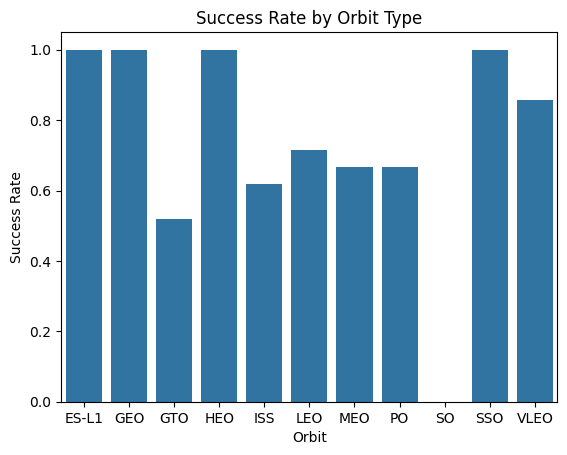 Success Rate by Orbit Type
Success Rate
1.0
0.8
0.6
0.4
0.2
0.0
ES-L1 GEO GTO HEO ISS LEO MEO PO SO SSO VLEO
Orbit